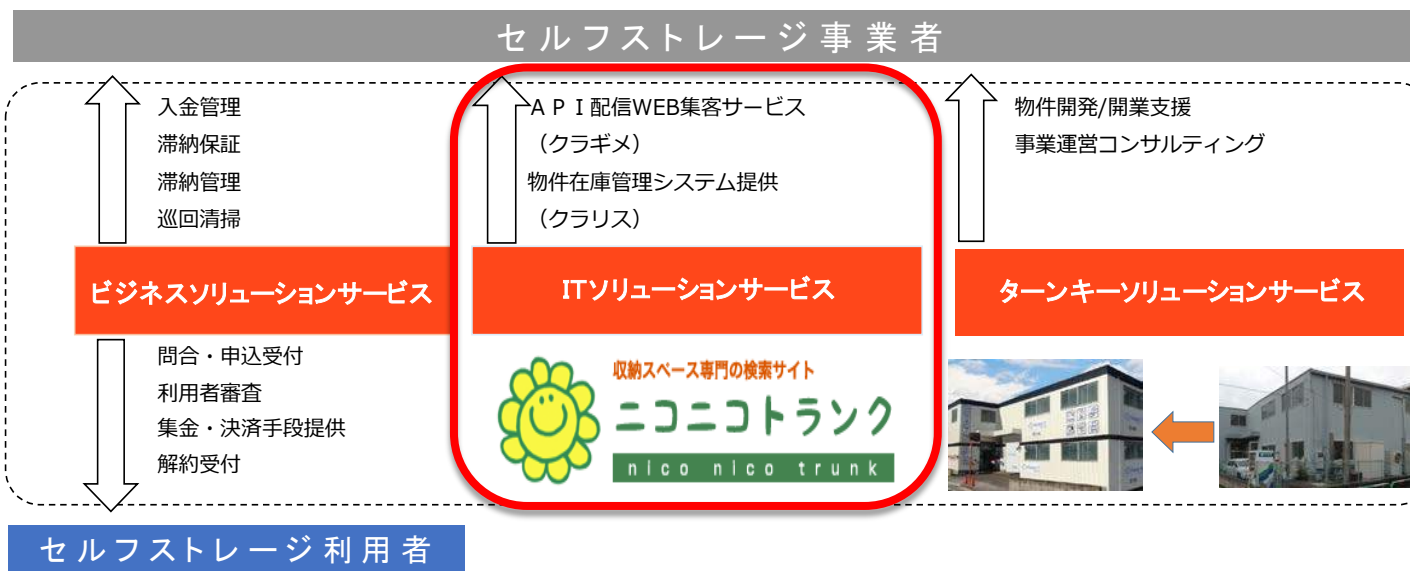 セルフストレージ事業者
入金管理
滞納保証
滞納管理
巡回清掃
ビジネスソリューションサービス
問合・申込受付
利用者審査
集金・決済手段提供
解約受付
ＡＰＩ配信WEB集客サービス
（クラギメ）
物件在庫管理システム提供
（クラリス）
ITソリューションサービス
収納スペース専門の検索サイト
ニコニコトランク
nico nico trunk
物件開発/開業支援
事業運営コンサルティング
ターンキーソリューションサービス
セルフストレージ利用者